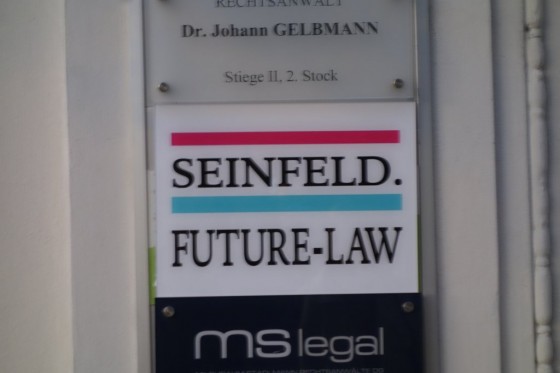 RECHTSANWALT
Dr. Johann GELBMANN
Stiege II, 2. Stock
SEINFELD.
FUTURE-LAW
ms legal